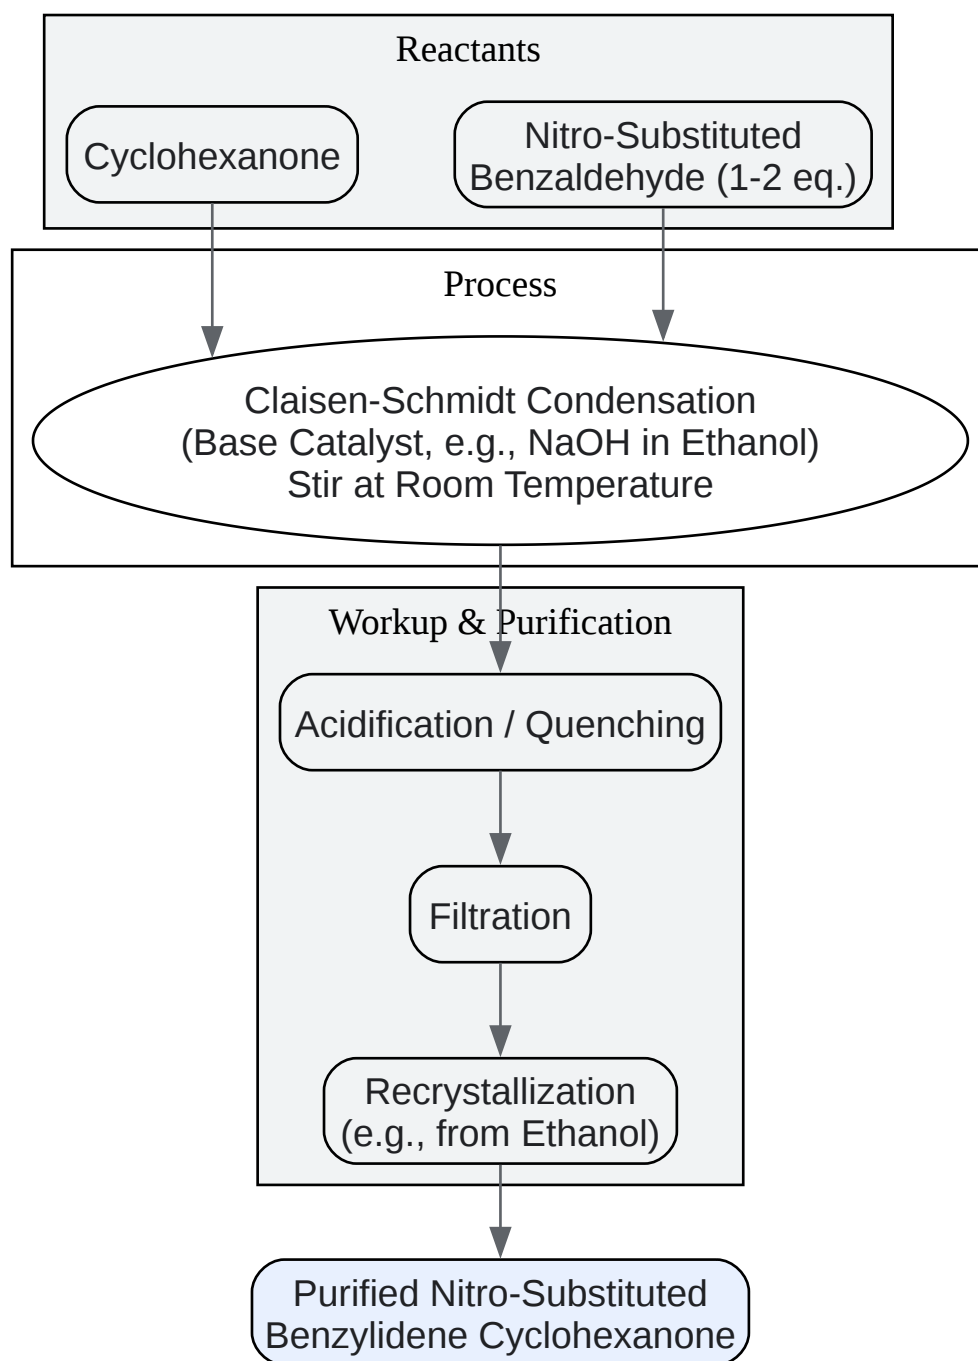 Reactants
Cyclohexanone
Nitro-Substituted
Benzaldehyde (1-2 eq.)
Process
Claisen-Schmidt Condensation
(Base Catalyst, e.g., NaOH in Ethanol)
Stir at Room Temperature
Workup & Purification
Acidification / Quenching
Filtration
Recrystallization
(e.g., from Ethanol)
Purified Nitro-Substituted
Benzylidene Cyclohexanone